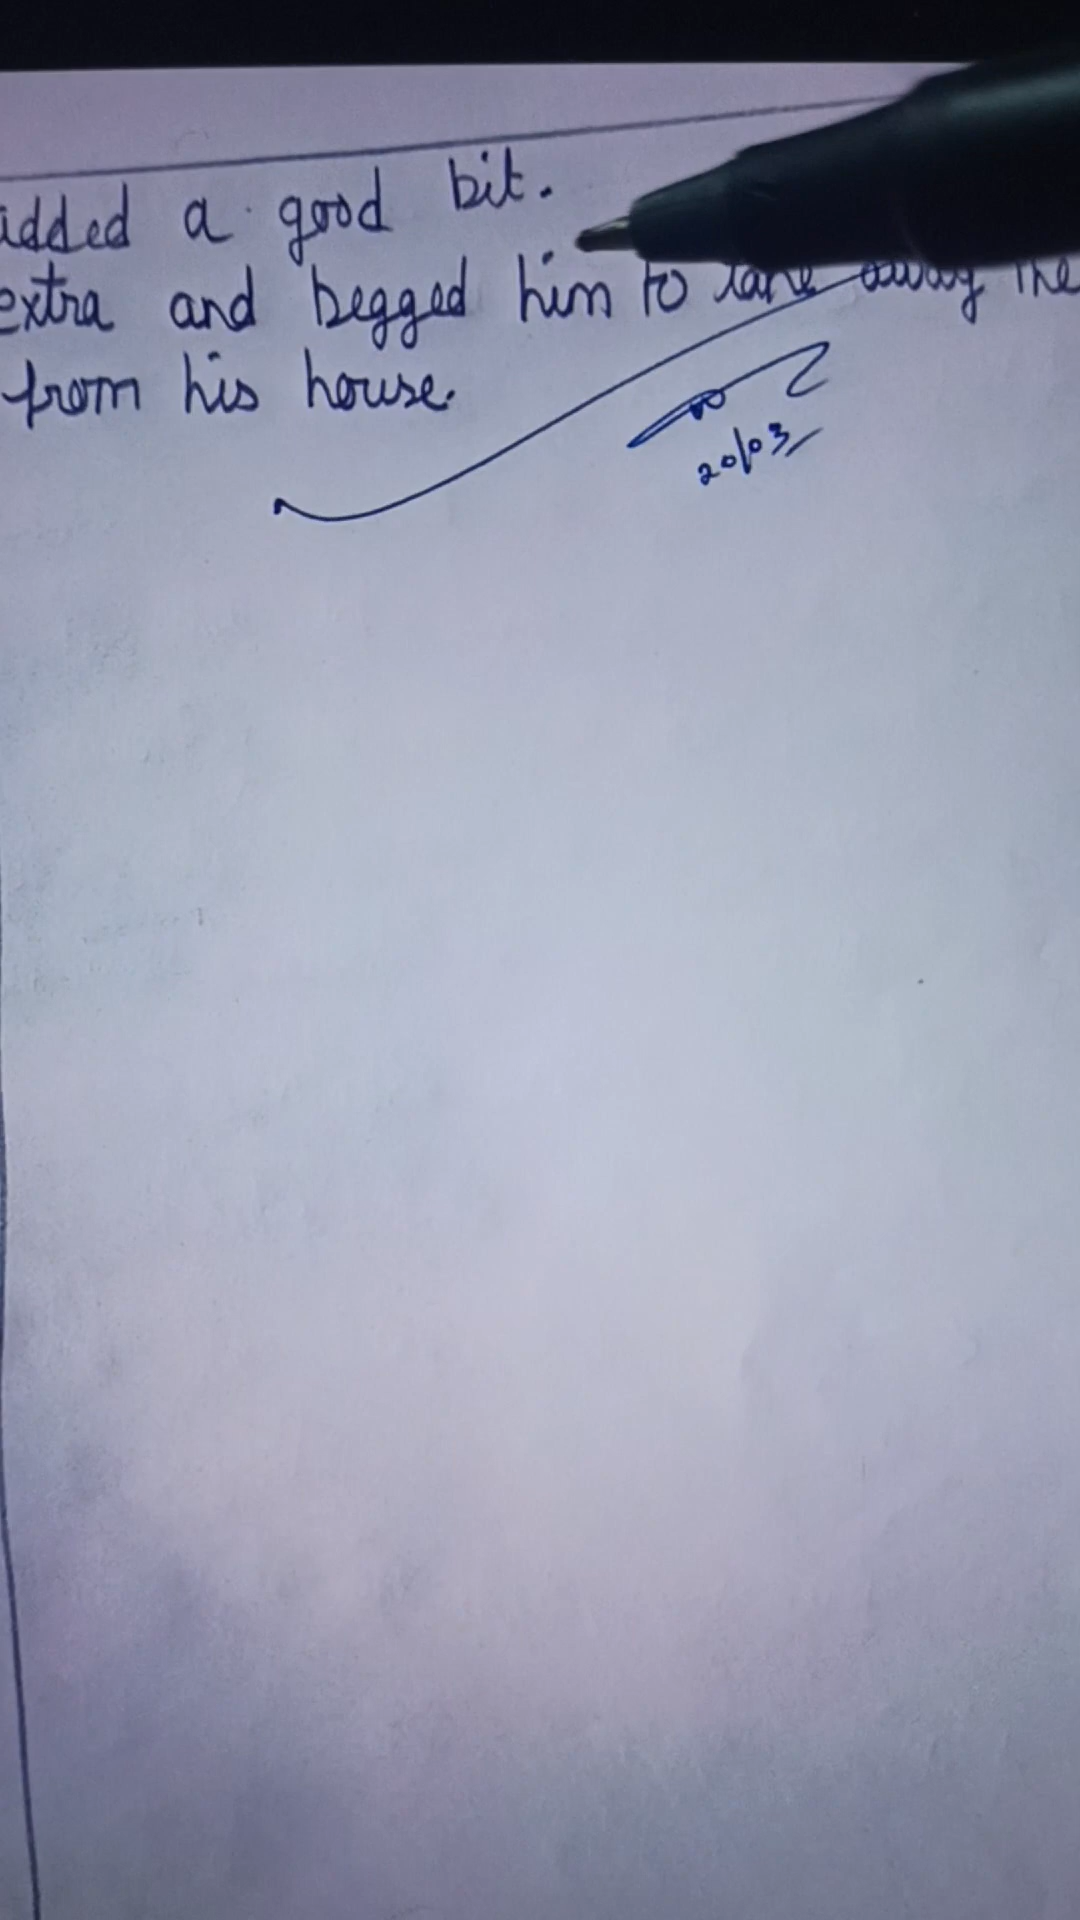 added a good bit.
extra and begged him to take away the
from his house.
20/03